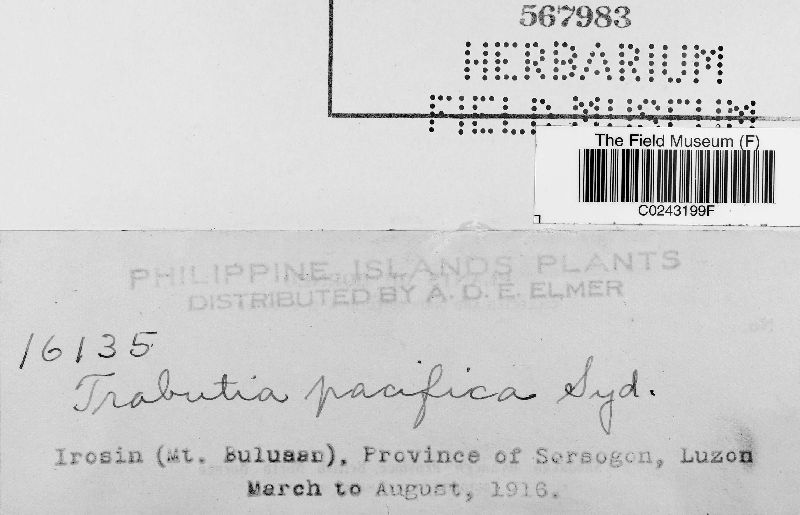 567983
HERBARIUM
FIELD MUSEUM
The Field Museum (F)
C0243199F
PHILIPPINE ISLANDS PLANTS
DISTRIBUTED BY A. D. E. ELMER
16135
Trabutia pacifica Syd.
Irosin (Mt. Bulusan), Province of Sorsogon, Luzon
March to August, 1916.